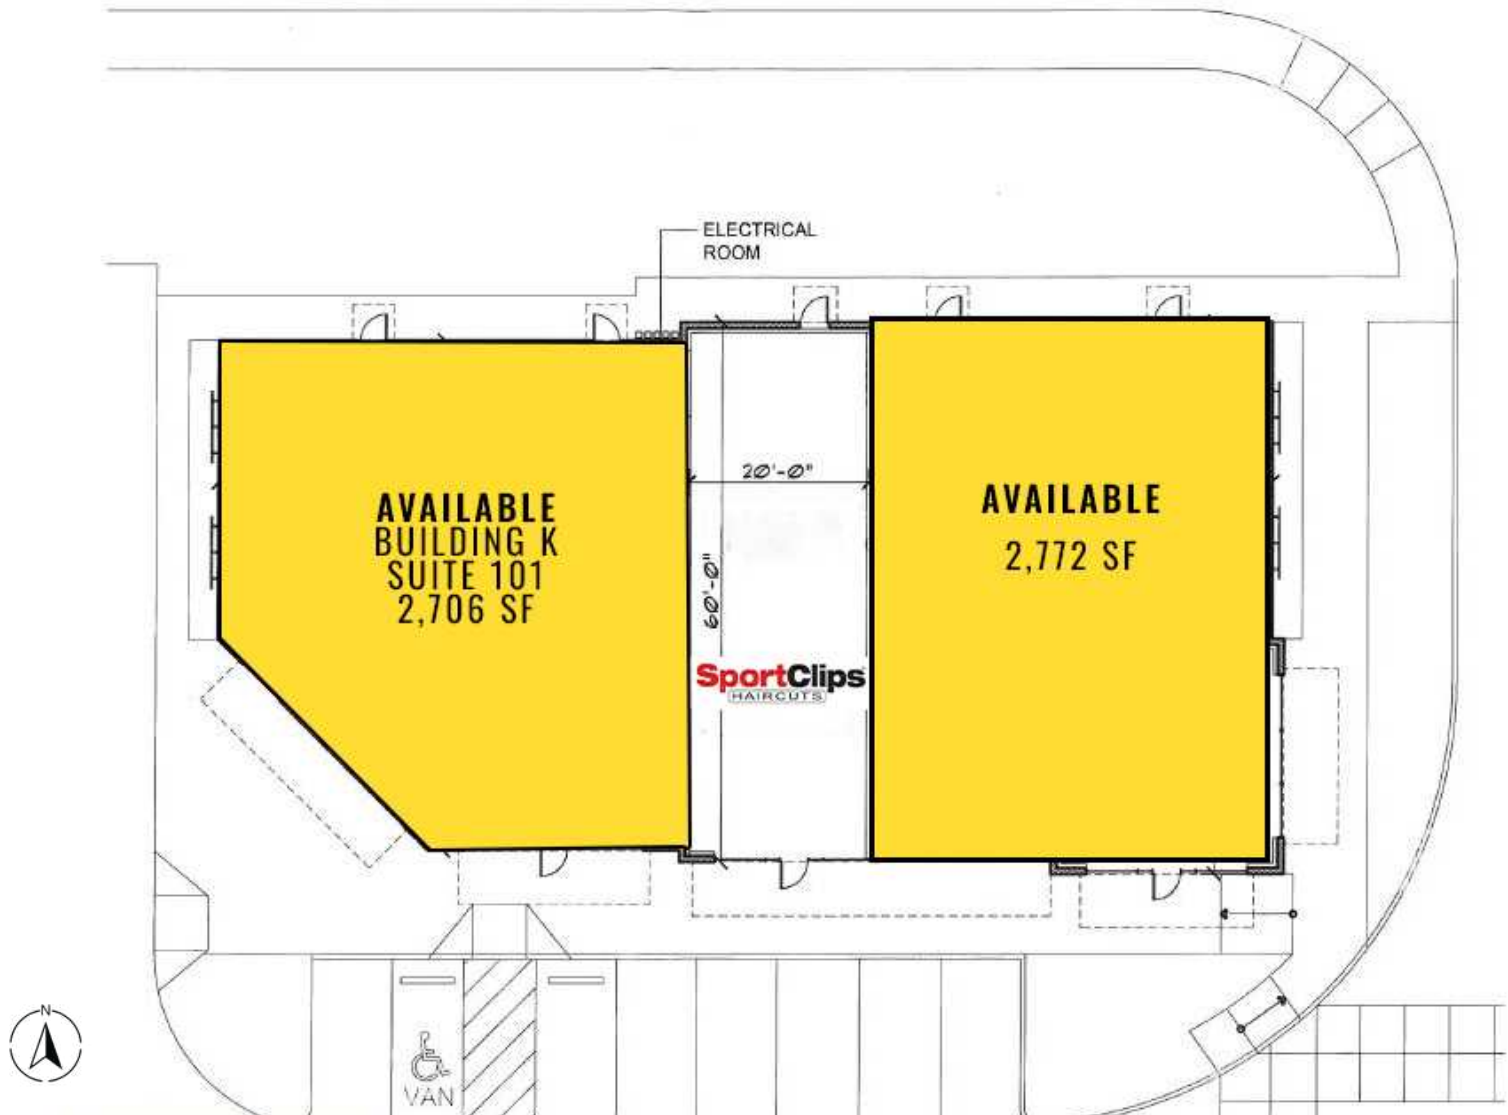 ELECTRICAL
ROOM
20'-0"
AVAILABLE
BUILDING K
SUITE 101
2,706 SF
AVAILABLE
2,772 SF
60'-0"
SportClips
HAIRCUTS
N
VAN